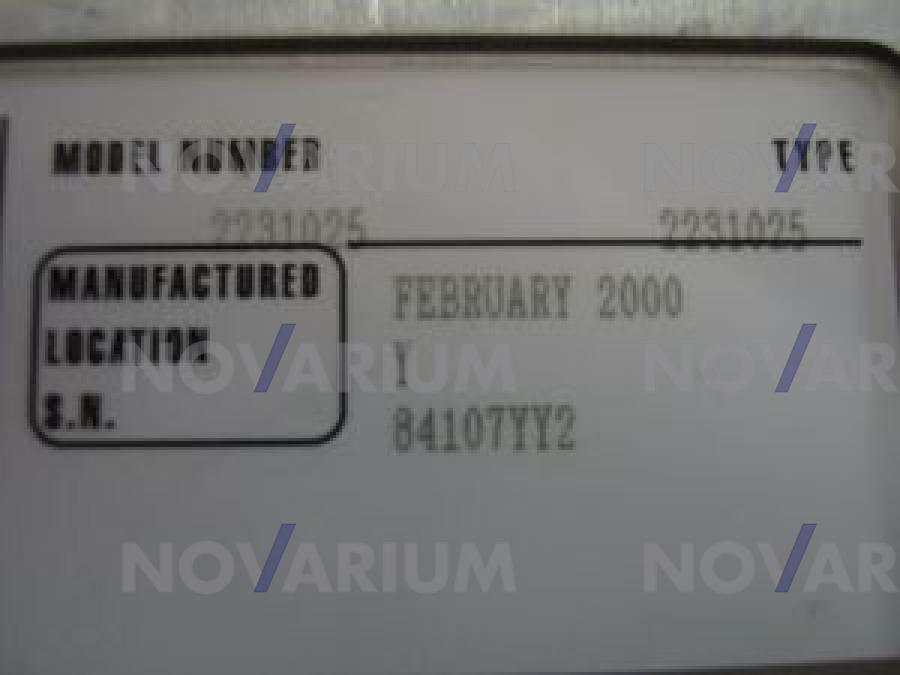 MODEL NUMBER TYPE
2231025 2231025
MANUFACTURED FEBRUARY 2000
LOCATION Y
S.N. 84107YY2
NOVARIUM NOVAR
NOVARIUM NOVAR
NOVARIUM NOVAR